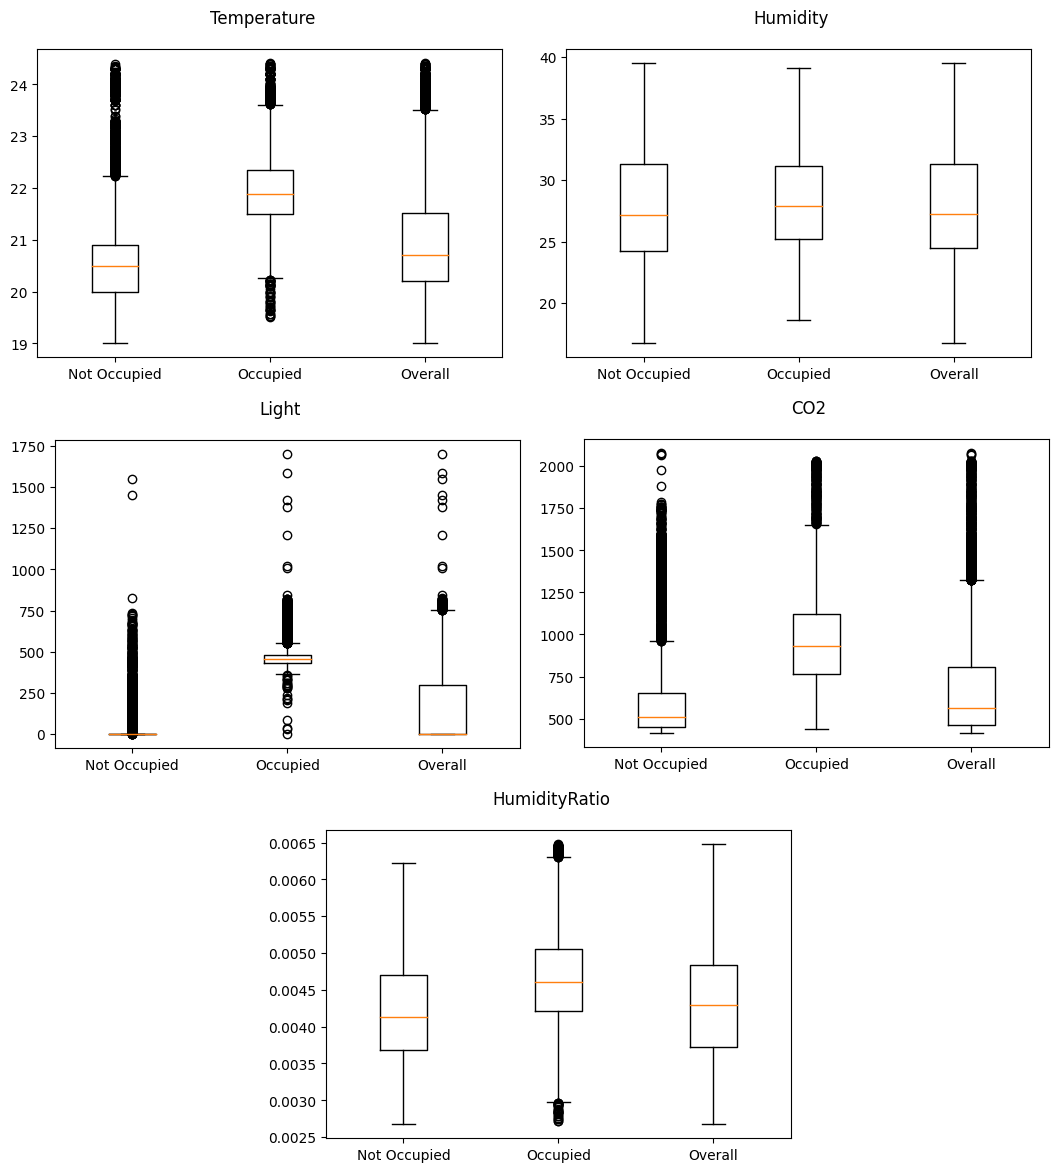 Temperature
Humidity
24
23
22
21
20
19
Not Occupied
Occupied
Overall
40
35
30
25
20
Not Occupied
Occupied
Overall
Light
CO2
1750
1500
1250
1000
750
500
250
0
Not Occupied
Occupied
Overall
2000
1750
1500
1250
1000
750
500
Not Occupied
Occupied
Overall
HumidityRatio
0.0065
0.0060
0.0055
0.0050
0.0045
0.0040
0.0035
0.0030
0.0025
Not Occupied
Occupied
Overall